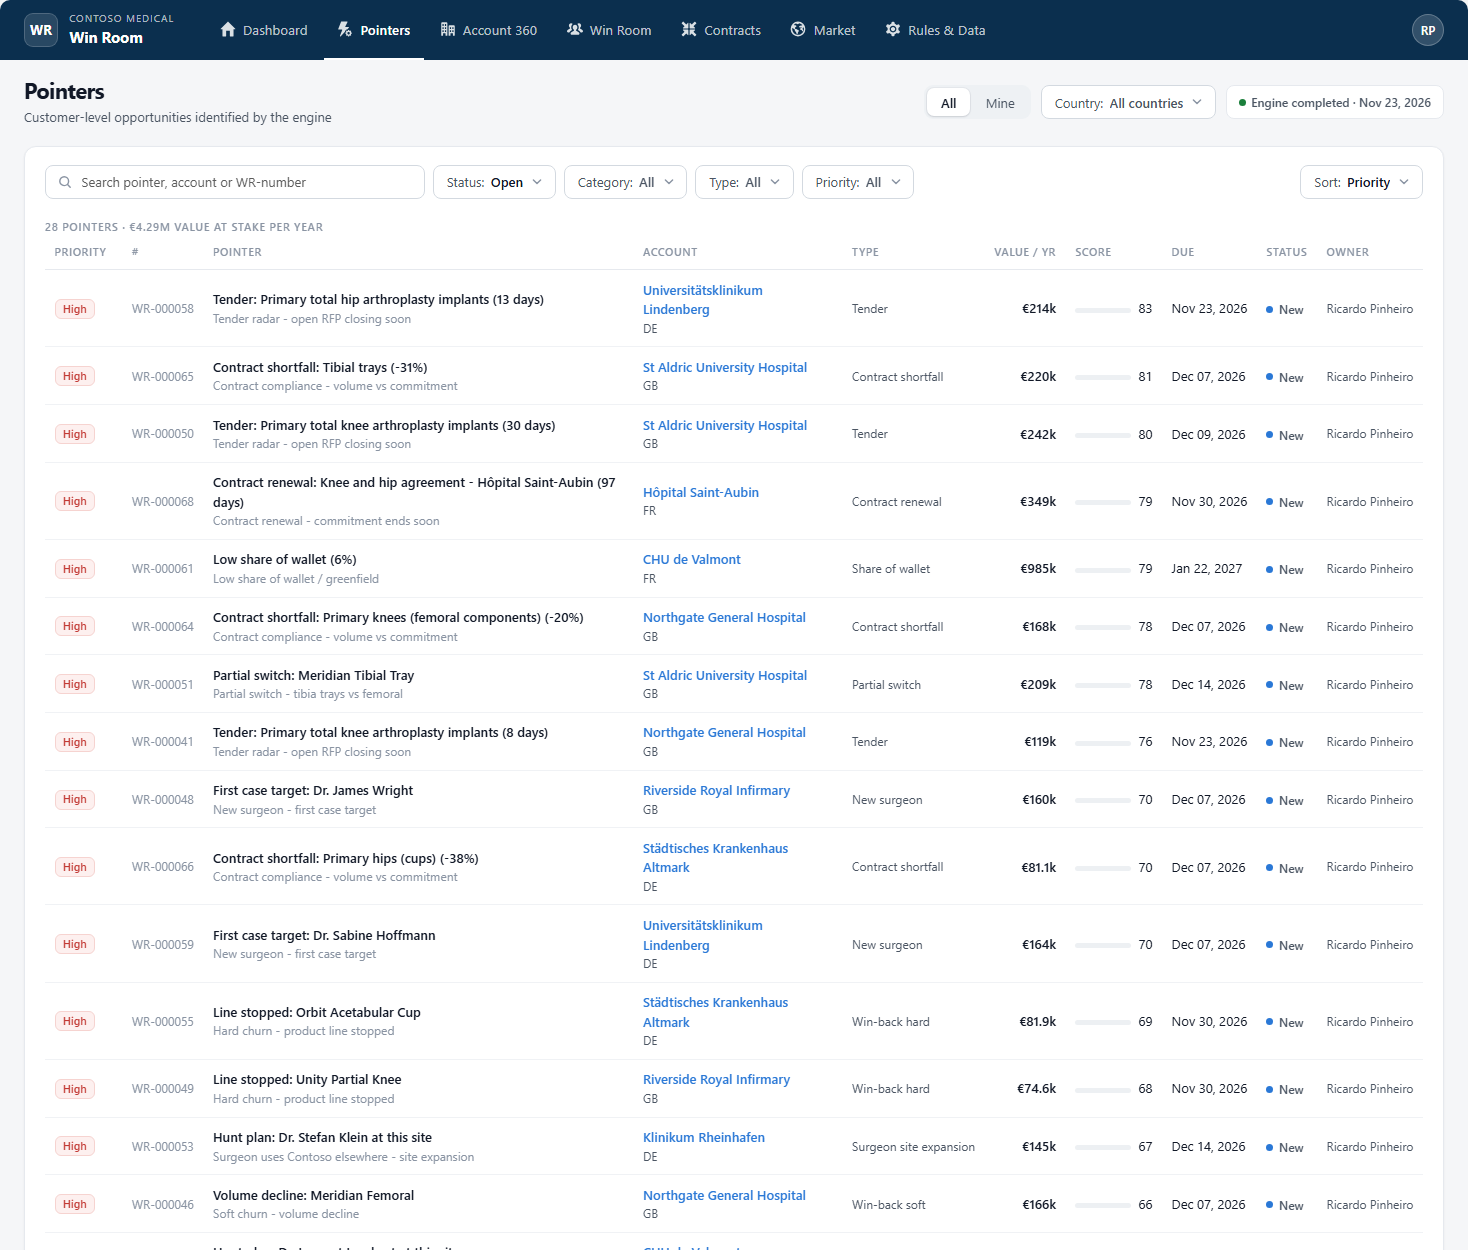 WR
CONTOSO MEDICAL
Win Room
Dashboard
Pointers
Account 360
Win Room
Contracts
Market
Rules & Data
RP
Pointers
Customer-level opportunities identified by the engine
All
Mine
Country: All countries
Engine completed · Nov 23, 2026
Search pointer, account or WR-number
Status: Open
Category: All
Type: All
Priority: All
Sort: Priority
28 POINTERS · €4.29M VALUE AT STAKE PER YEAR
PRIORITY # POINTER ACCOUNT TYPE VALUE / YR SCORE DUE STATUS OWNER
High WR-000058 Tender: Primary total hip arthroplasty implants (13 days)
Tender radar - open RFP closing soon
Universitätsklinikum
Lindenberg
DE
Tender €214k 83 Nov 23, 2026 New Ricardo Pinheiro
High WR-000065 Contract shortfall: Tibial trays (-31%)
Contract compliance - volume vs commitment
St Aldric University Hospital
GB
Contract shortfall €220k 81 Dec 07, 2026 New Ricardo Pinheiro
High WR-000050 Tender: Primary total knee arthroplasty implants (30 days)
Tender radar - open RFP closing soon
St Aldric University Hospital
GB
Tender €242k 80 Dec 09, 2026 New Ricardo Pinheiro
High WR-000068 Contract renewal: Knee and hip agreement - Hôpital Saint-Aubin (97
days)
Contract renewal - commitment ends soon
Hôpital Saint-Aubin
FR
Contract renewal €349k 79 Nov 30, 2026 New Ricardo Pinheiro
High WR-000061 Low share of wallet (6%)
Low share of wallet / greenfield
CHU de Valmont
FR
Share of wallet €985k 79 Jan 22, 2027 New Ricardo Pinheiro
High WR-000064 Contract shortfall: Primary knees (femoral components) (-20%)
Contract compliance - volume vs commitment
Northgate General Hospital
GB
Contract shortfall €168k 78 Dec 07, 2026 New Ricardo Pinheiro
High WR-000051 Partial switch: Meridian Tibial Tray
Partial switch - tibia trays vs femoral
St Aldric University Hospital
GB
Partial switch €209k 78 Dec 14, 2026 New Ricardo Pinheiro
High WR-000041 Tender: Primary total knee arthroplasty implants (8 days)
Tender radar - open RFP closing soon
Northgate General Hospital
GB
Tender €119k 76 Nov 23, 2026 New Ricardo Pinheiro
High WR-000048 First case target: Dr. James Wright
New surgeon - first case target
Riverside Royal Infirmary
GB
New surgeon €160k 70 Dec 07, 2026 New Ricardo Pinheiro
High WR-000066 Contract shortfall: Primary hips (cups) (-38%)
Contract compliance - volume vs commitment
Städtisches Krankenhaus
Altmark
DE
Contract shortfall €81.1k 70 Dec 07, 2026 New Ricardo Pinheiro
High WR-000059 First case target: Dr. Sabine Hoffmann
New surgeon - first case target
Universitätsklinikum
Lindenberg
DE
New surgeon €164k 70 Dec 07, 2026 New Ricardo Pinheiro
High WR-000055 Line stopped: Orbit Acetabular Cup
Hard churn - product line stopped
Städtisches Krankenhaus
Altmark
DE
Win-back hard €81.9k 69 Nov 30, 2026 New Ricardo Pinheiro
High WR-000049 Line stopped: Unity Partial Knee
Hard churn - product line stopped
Riverside Royal Infirmary
GB
Win-back hard €74.6k 68 Nov 30, 2026 New Ricardo Pinheiro
High WR-000053 Hunt plan: Dr. Stefan Klein at this site
Surgeon uses Contoso elsewhere - site expansion
Klinikum Rheinhafen
DE
Surgeon site expansion €145k 67 Dec 14, 2026 New Ricardo Pinheiro
High WR-000046 Volume decline: Meridian Femoral
Soft churn - volume decline
Northgate General Hospital
GB
Win-back soft €166k 66 Dec 07, 2026 New Ricardo Pinheiro